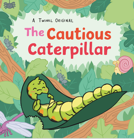 A TWINKL ORIGINAL
The Cautious
Caterpillar